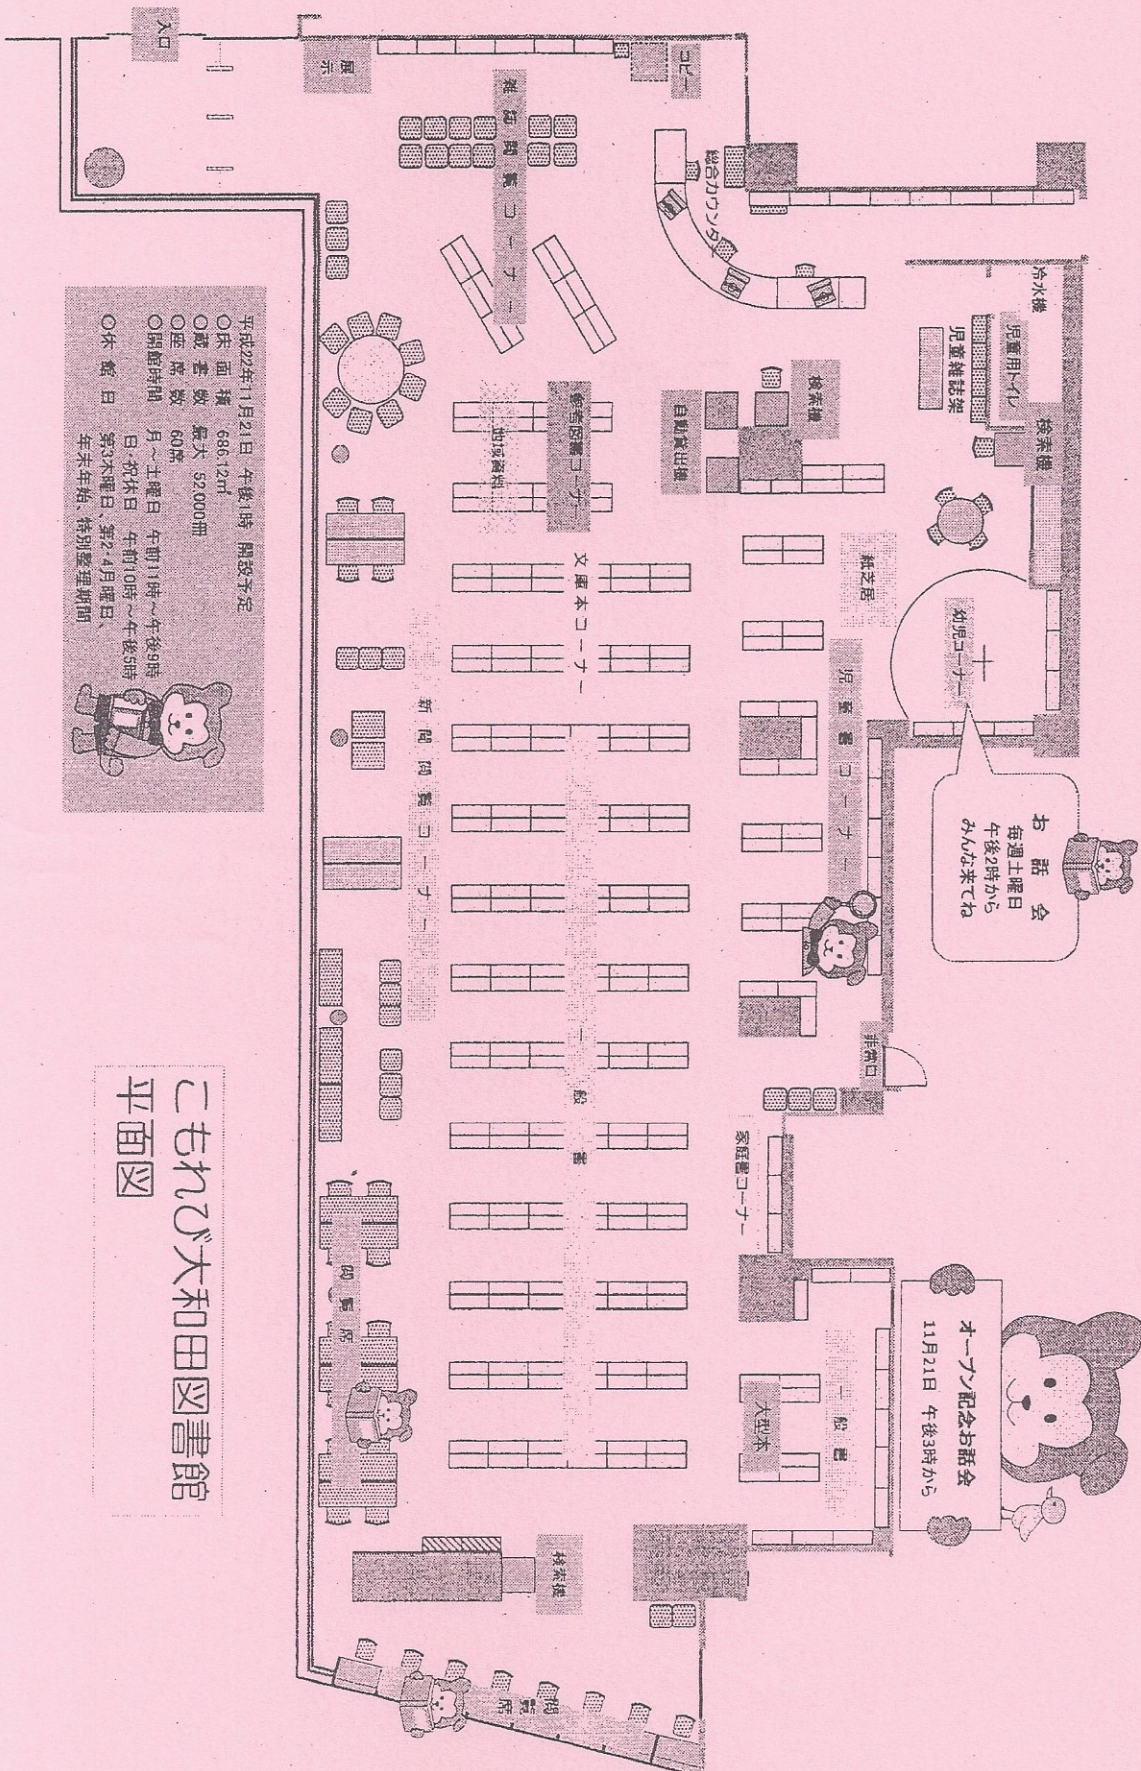 こもれび大和田図書館
平面図
オープン記念お話会
11月21日 午後3時から
お話会
毎週土曜日
午後2時から
みんな来てね
平成22年11月21日 午後1時 開設予定
○床面積 686.12㎡
○蔵書数 最大 52,000冊
○座席数 60席
○開館時間 月～土曜日 午前11時～午後9時
日・祝休日 午前10時～午後5時
○休館日 第3木曜日、第2・4月曜日、
年末年始、特別整理期間
入口
展示
コピー
雑誌閲覧コーナー
総合カウンター
冷水機
児童用トイレ
児童雑誌架
検索機
検索機
自動貸出機
参考図書コーナー
地域資料
紙芝居
幼児コーナー
文庫本コーナー
児童書コーナー
新聞閲覧コーナー
一般書
非常口
家庭書コーナー
一般書
大型本
閲覧席
検索機
閲覧席